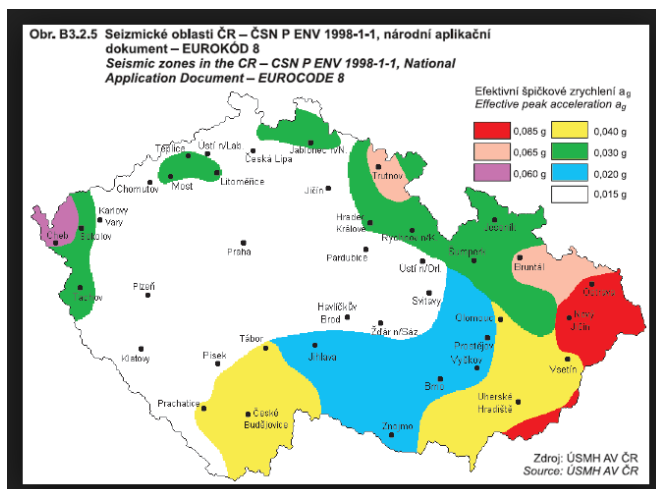 Obr. B3.2.5 Seizmické oblasti ČR – ČSN P ENV 1998-1-1, národní aplikační
dokument – EUROKÓD 8
Seismic zones in the CR – CSN P ENV 1998-1-1, National
Application Document – EUROCODE 8
Efektivní špičkové zrychlení ag
Effective peak acceleration ag
0,085 g
0,040 g
0,065 g
0,030 g
0,060 g
0,020 g
0,015 g
Teplice
Ústí n/Lab.
Česká Lípa
Jablonec n/N.
Chomutov
Most
Litoměřice
Jičín
Trutnov
Karlovy
Vary
Cheb
Sokolov
Praha
Hradec
Králové
Rychnov n/K.
Jeseník
Pardubice
Ústí n/Orl.
Šumperk
Bruntál
Ostrava
Tachov
Plzeň
Svitavy
Havlíčkův
Brod
Žďár n/Sáz.
Olomouc
Nový
Jičín
Klatovy
Písek
Tábor
Jihlava
Prostějov
Vyškov
Vsetín
Brno
Prachatice
České
Budějovice
Uherské
Hradiště
Znojmo
Zdroj: ÚSMH AV ČR
Source: ÚSMH AV ČR